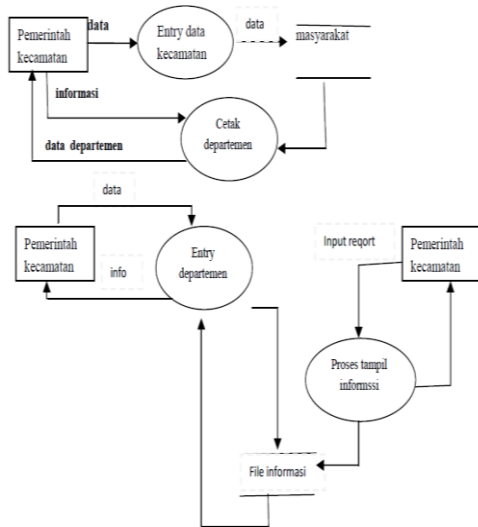 data
Pemerintah
kecamatan
Entry data
kecamatan
data
masyarakat
informasi
Cetak
departemen
data departemen
data
Pemerintah
kecamatan
Entry
departemen
info
Input reqort
Pemerintah
kecamatan
Proses tampil
informssi
File informasi